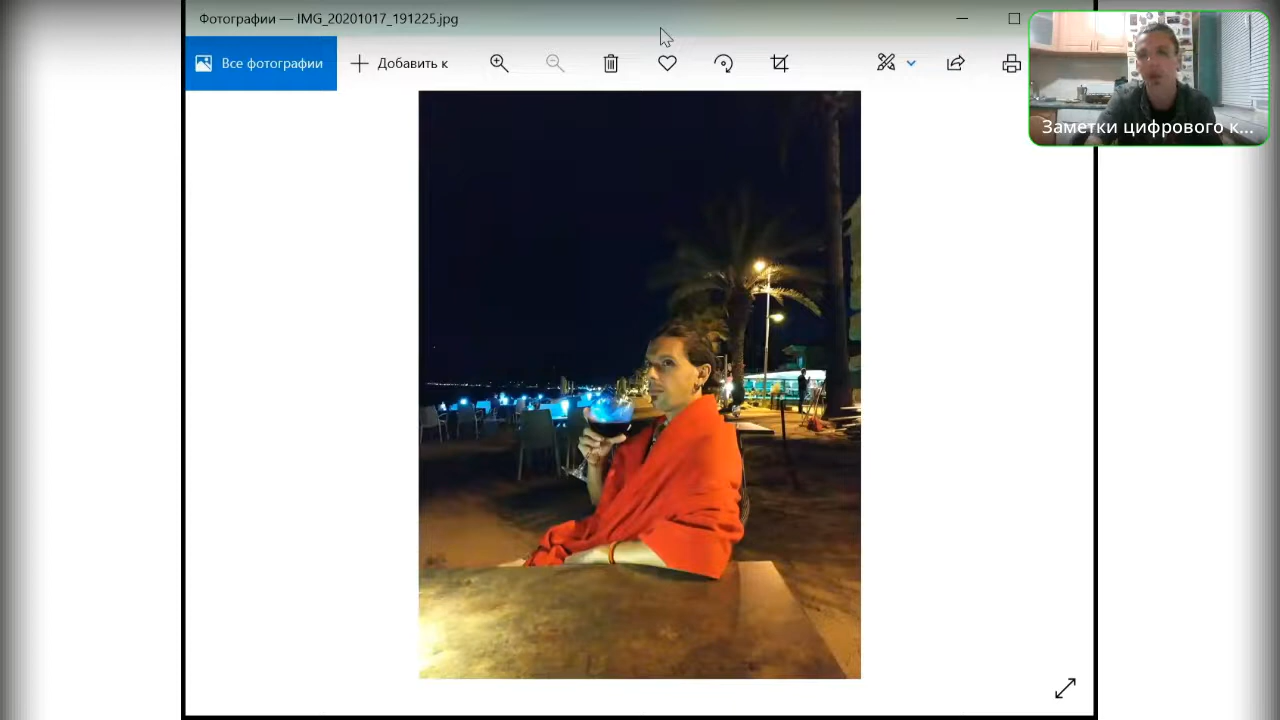 Фотографии — IMG_20201017_191225.jpg
Все фотографии
Добавить к
Заметки цифрового к...